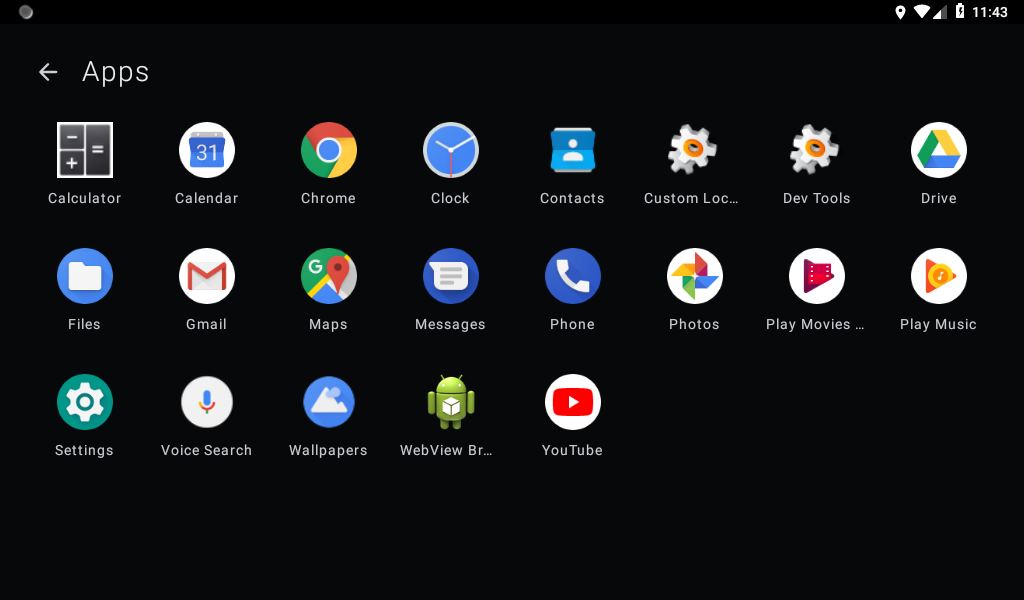 11:43
Apps
Calculator
Calendar
31
Chrome
Clock
Contacts
Custom Loc…
Dev Tools
Drive
Files
Gmail
G
Maps
Messages
Phone
Photos
Play Movies …
Play Music
Settings
Voice Search
Wallpapers
WebView Br…
YouTube